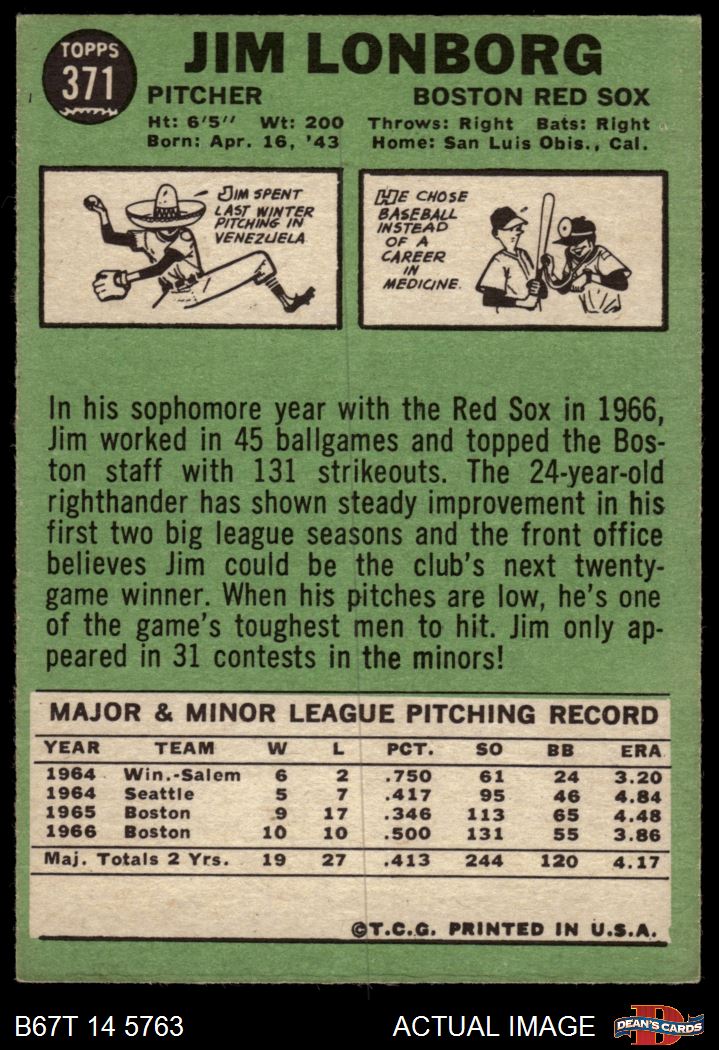 TOPPS
371
JIM LONBORG
PITCHER BOSTON RED SOX
Ht: 6'5" Wt: 200 Throws: Right Bats: Right
Born: Apr. 16, '43 Home: San Luis Obis., Cal.
JIM SPENT
LAST WINTER
PITCHING IN
VENEZUELA
HE CHOSE
BASEBALL
INSTEAD
OF A
CAREER
IN
MEDICINE.
In his sophomore year with the Red Sox in 1966,
Jim worked in 45 ballgames and topped the Bos-
ton staff with 131 strikeouts. The 24-year-old
righthander has shown steady improvement in his
first two big league seasons and the front office
believes Jim could be the club's next twenty-
game winner. When his pitches are low, he's one
of the game's toughest men to hit. Jim only ap-
peared in 31 contests in the minors!
MAJOR & MINOR LEAGUE PITCHING RECORD
YEAR TEAM W L PCT. SO BB ERA
1964 Win.-Salem 6 2 .750 61 24 3.20
1964 Seattle 5 7 .417 95 46 4.84
1965 Boston 9 17 .346 113 65 4.48
1966 Boston 10 10 .500 131 55 3.86
Maj. Totals 2 Yrs. 19 27 .413 244 120 4.17
©T.C.G. PRINTED IN U.S.A.
B67T 14 5763 ACTUAL IMAGE
D
DEAN'S CARDS